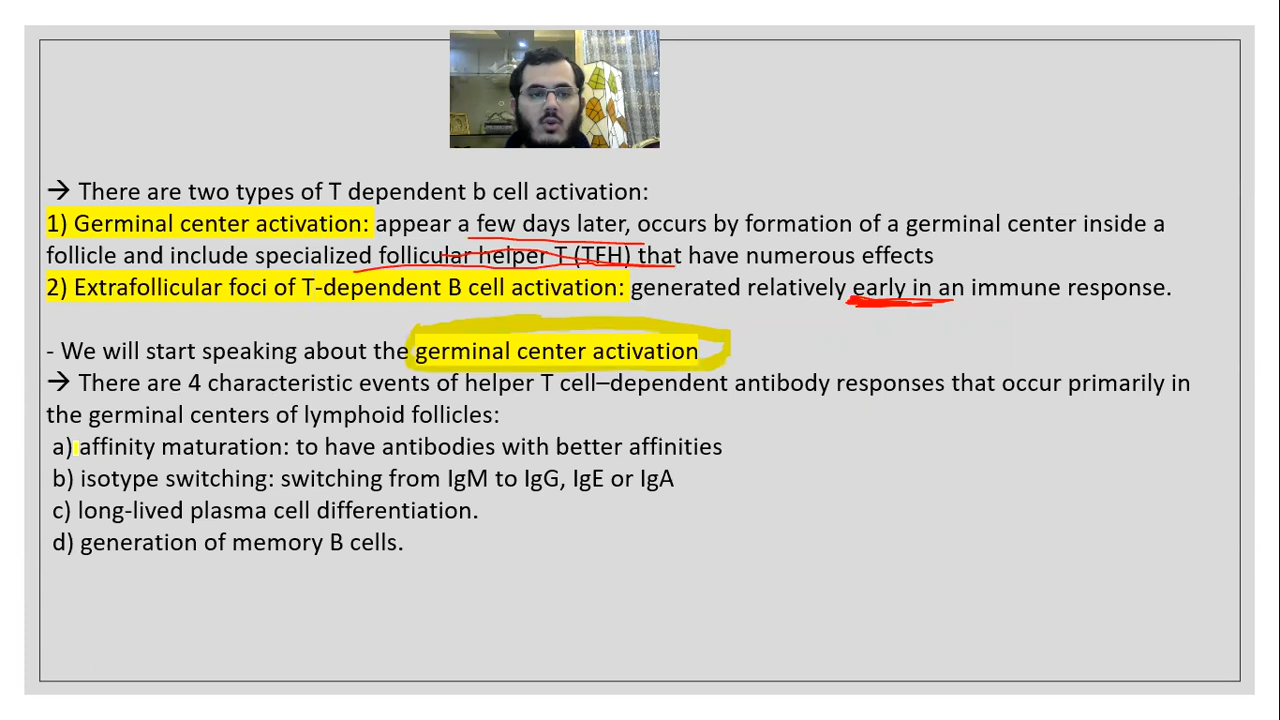 → There are two types of T dependent b cell activation:
1) Germinal center activation: appear a few days later, occurs by formation of a germinal center inside a
follicle and include specialized follicular helper T (TFH) that have numerous effects
2) Extrafollicular foci of T-dependent B cell activation: generated relatively early in an immune response.
- We will start speaking about the germinal center activation
→ There are 4 characteristic events of helper T cell–dependent antibody responses that occur primarily in
the germinal centers of lymphoid follicles:
a) affinity maturation: to have antibodies with better affinities
b) isotype switching: switching from IgM to IgG, IgE or IgA
c) long-lived plasma cell differentiation.
d) generation of memory B cells.